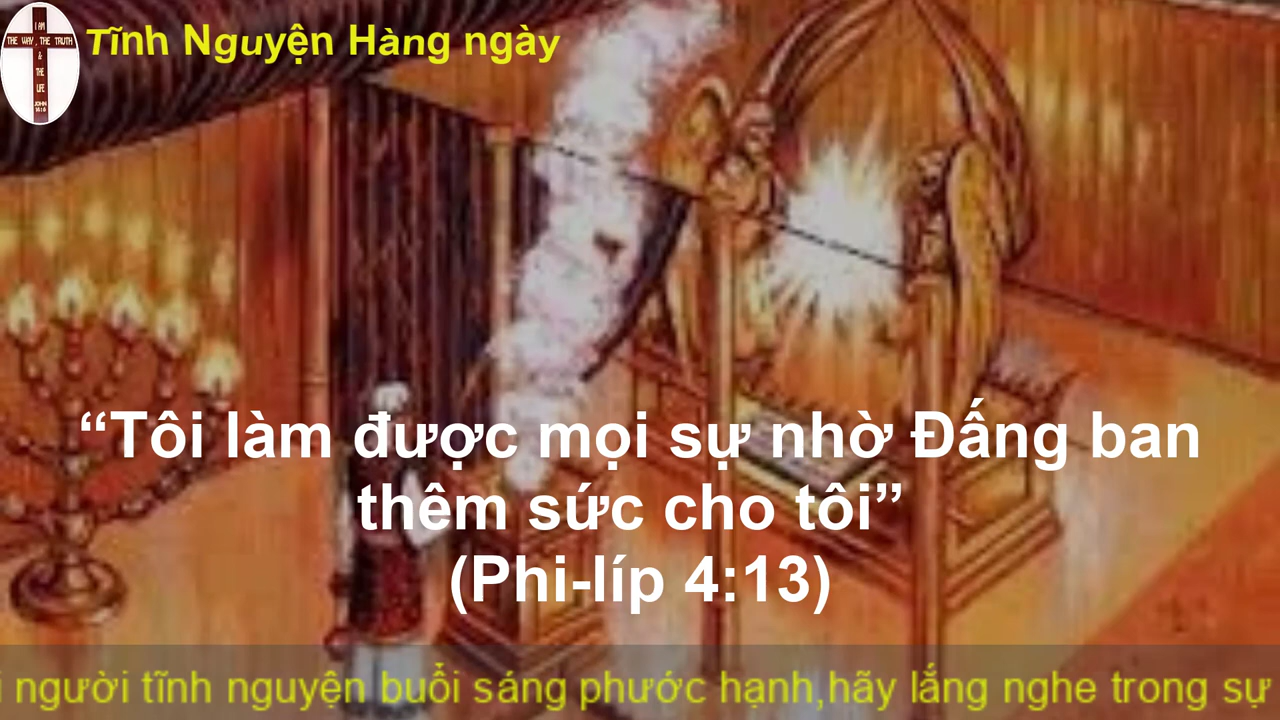 I AM
THE WAY, THE TRUTH
&
THE
LIFE
JOHN
Tĩnh Nguyện Hàng ngày
“Tôi làm được mọi sự nhờ Đấng ban
thêm sức cho tôi”
(Phi-líp 4:13)
i người tĩnh nguyện buổi sáng phước hạnh,hãy lắng nghe trong sự